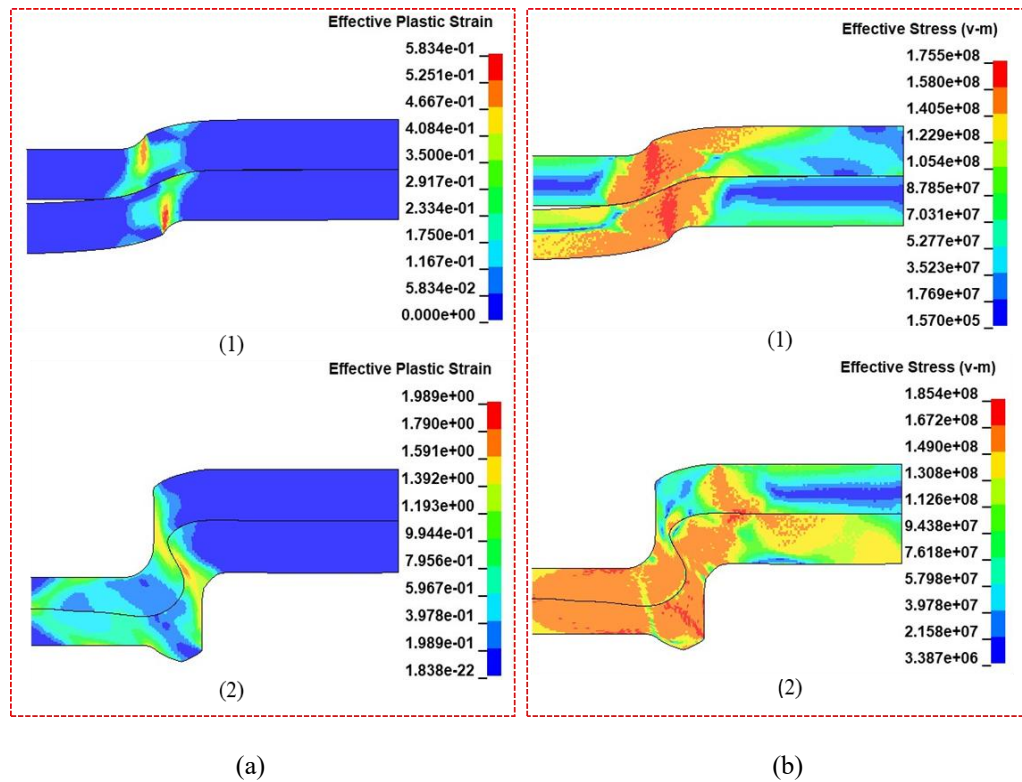 Effective Plastic Strain
5.834e-01
5.251e-01
4.667e-01
4.084e-01
3.500e-01
2.917e-01
2.334e-01
1.750e-01
1.167e-01
5.834e-02
0.000e+00
(1)
Effective Plastic Strain
1.989e+00
1.790e+00
1.591e+00
1.392e+00
1.193e+00
9.944e-01
7.956e-01
5.967e-01
3.978e-01
1.989e-01
1.838e-22
(2)
(a)
Effective Stress (v-m)
1.755e+08
1.580e+08
1.405e+08
1.229e+08
1.054e+08
8.785e+07
7.031e+07
5.277e+07
3.523e+07
1.769e+07
1.570e+05
(1)
Effective Stress (v-m)
1.854e+08
1.672e+08
1.490e+08
1.308e+08
1.126e+08
9.438e+07
7.618e+07
5.798e+07
3.978e+07
2.158e+07
3.387e+06
(2)
(b)